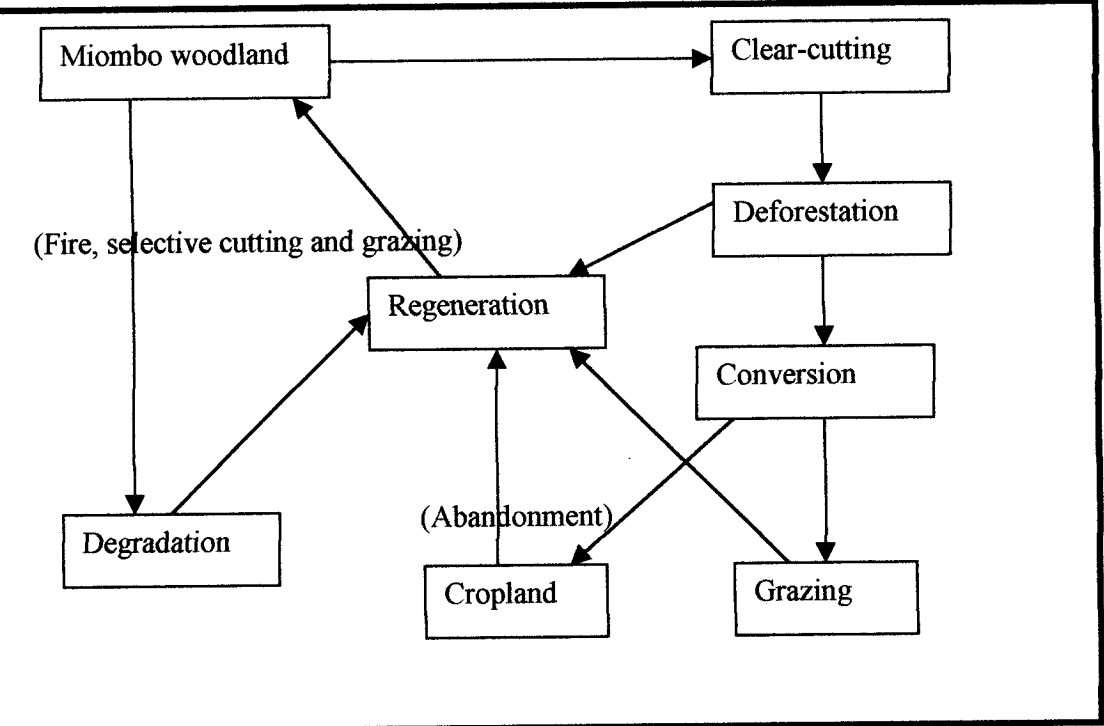 Miombo woodland
Clear-cutting
Deforestation
(Fire, selective cutting and grazing)
Regeneration
Conversion
(Abandonment)
Degradation
Cropland
Grazing